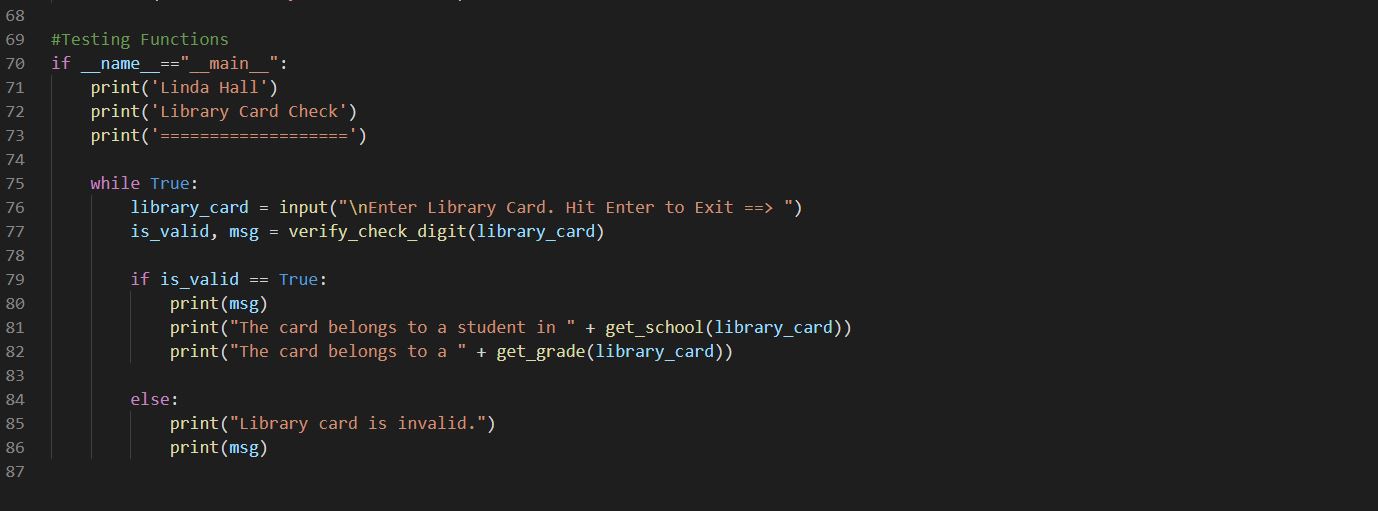 68
69 #Testing Functions
70 if __name__=="__main__":
71 print('Linda Hall')
72 print('Library Card Check')
73 print('===================')
74
75 while True:
76 library_card = input("\nEnter Library Card. Hit Enter to Exit ==> ")
77 is_valid, msg = verify_check_digit(library_card)
78
79 if is_valid == True:
80 print(msg)
81 print("The card belongs to a student in " + get_school(library_card))
82 print("The card belongs to a " + get_grade(library_card))
83
84 else:
85 print("Library card is invalid.")
86 print(msg)
87